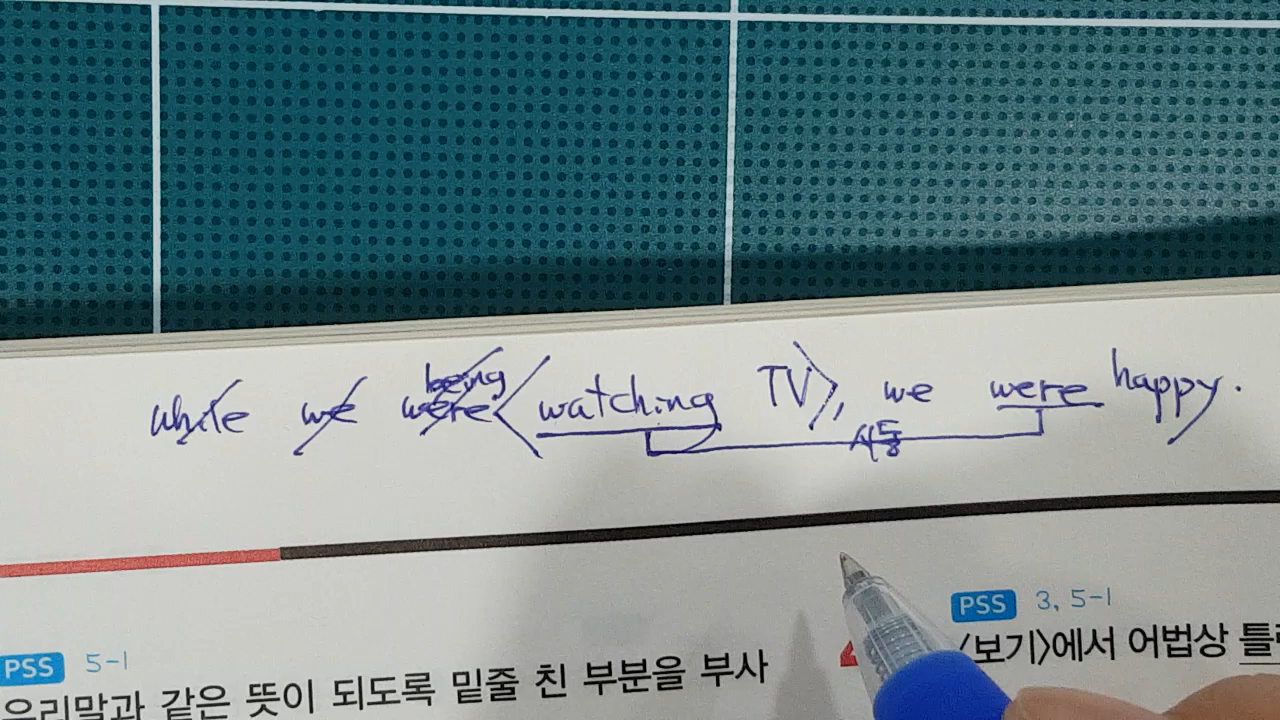 being
while we were <watching TV>, we were happy.
시동
PSS 3, 5-1
<보기>에서 어법상
PSS 5-1
우리말과 같은 뜻이 되도록 밑줄 친 부분을 부사